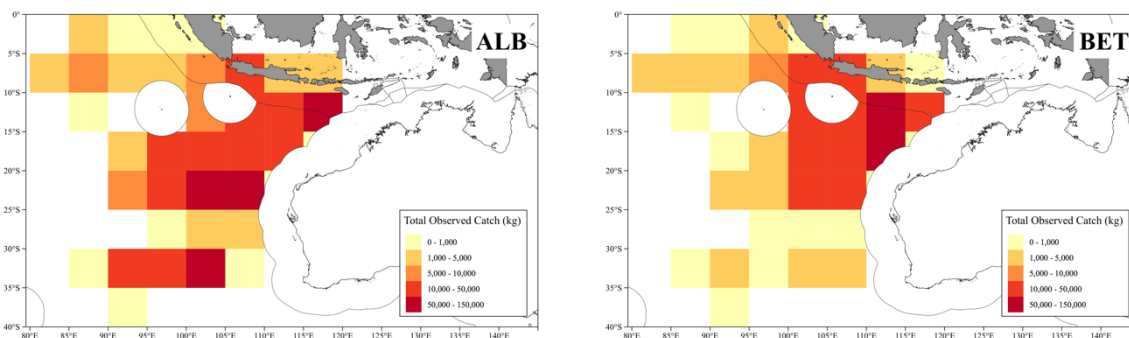 0°
5°S
10°S
15°S
20°S
25°S
30°S
35°S
40°S
80°E
85°E
90°E
95°E
100°E
105°E
110°E
115°E
120°E
125°E
130°E
135°E
140°E
ALB
Total Observed Catch (kg)
0 - 1,000
1,000 - 5,000
5,000 - 10,000
10,000 - 50,000
50,000 - 150,000
0°
5°S
10°S
15°S
20°S
25°S
30°S
35°S
40°S
80°E
85°E
90°E
95°E
100°E
105°E
110°E
115°E
120°E
125°E
130°E
135°E
140°E
BET
Total Observed Catch (kg)
0 - 1,000
1,000 - 5,000
5,000 - 10,000
10,000 - 50,000
50,000 - 150,000